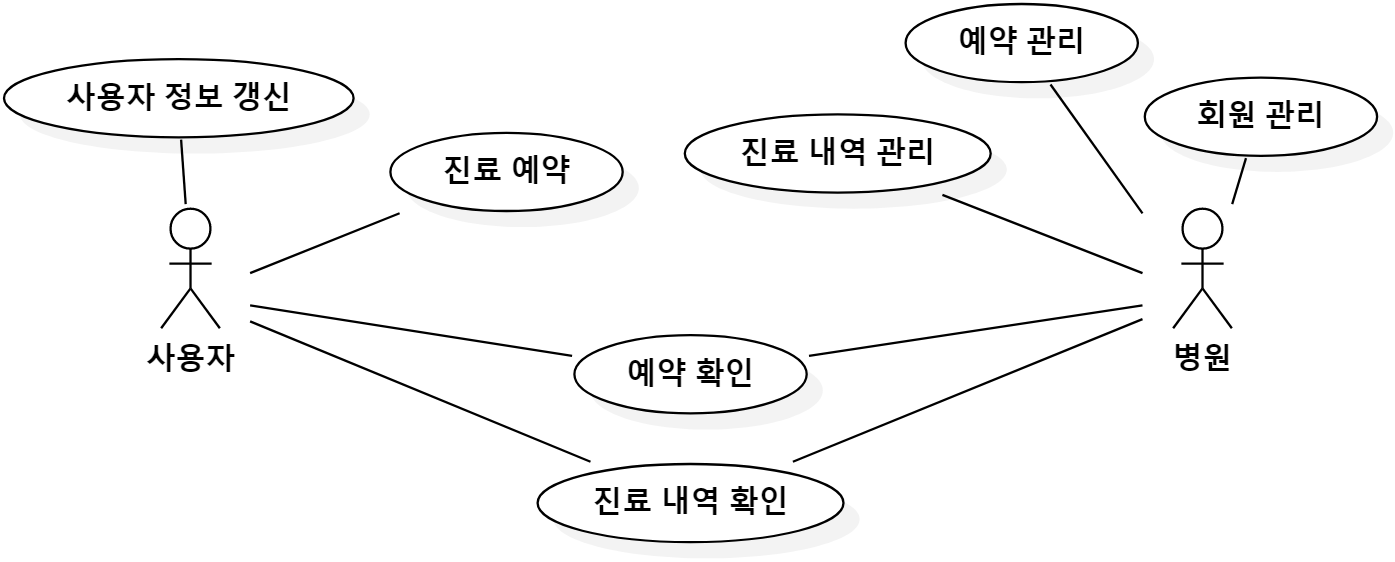 예약 관리
사용자 정보 갱신
회원 관리
진료 내역 관리
진료 예약
사용자
병원
예약 확인
진료 내역 확인